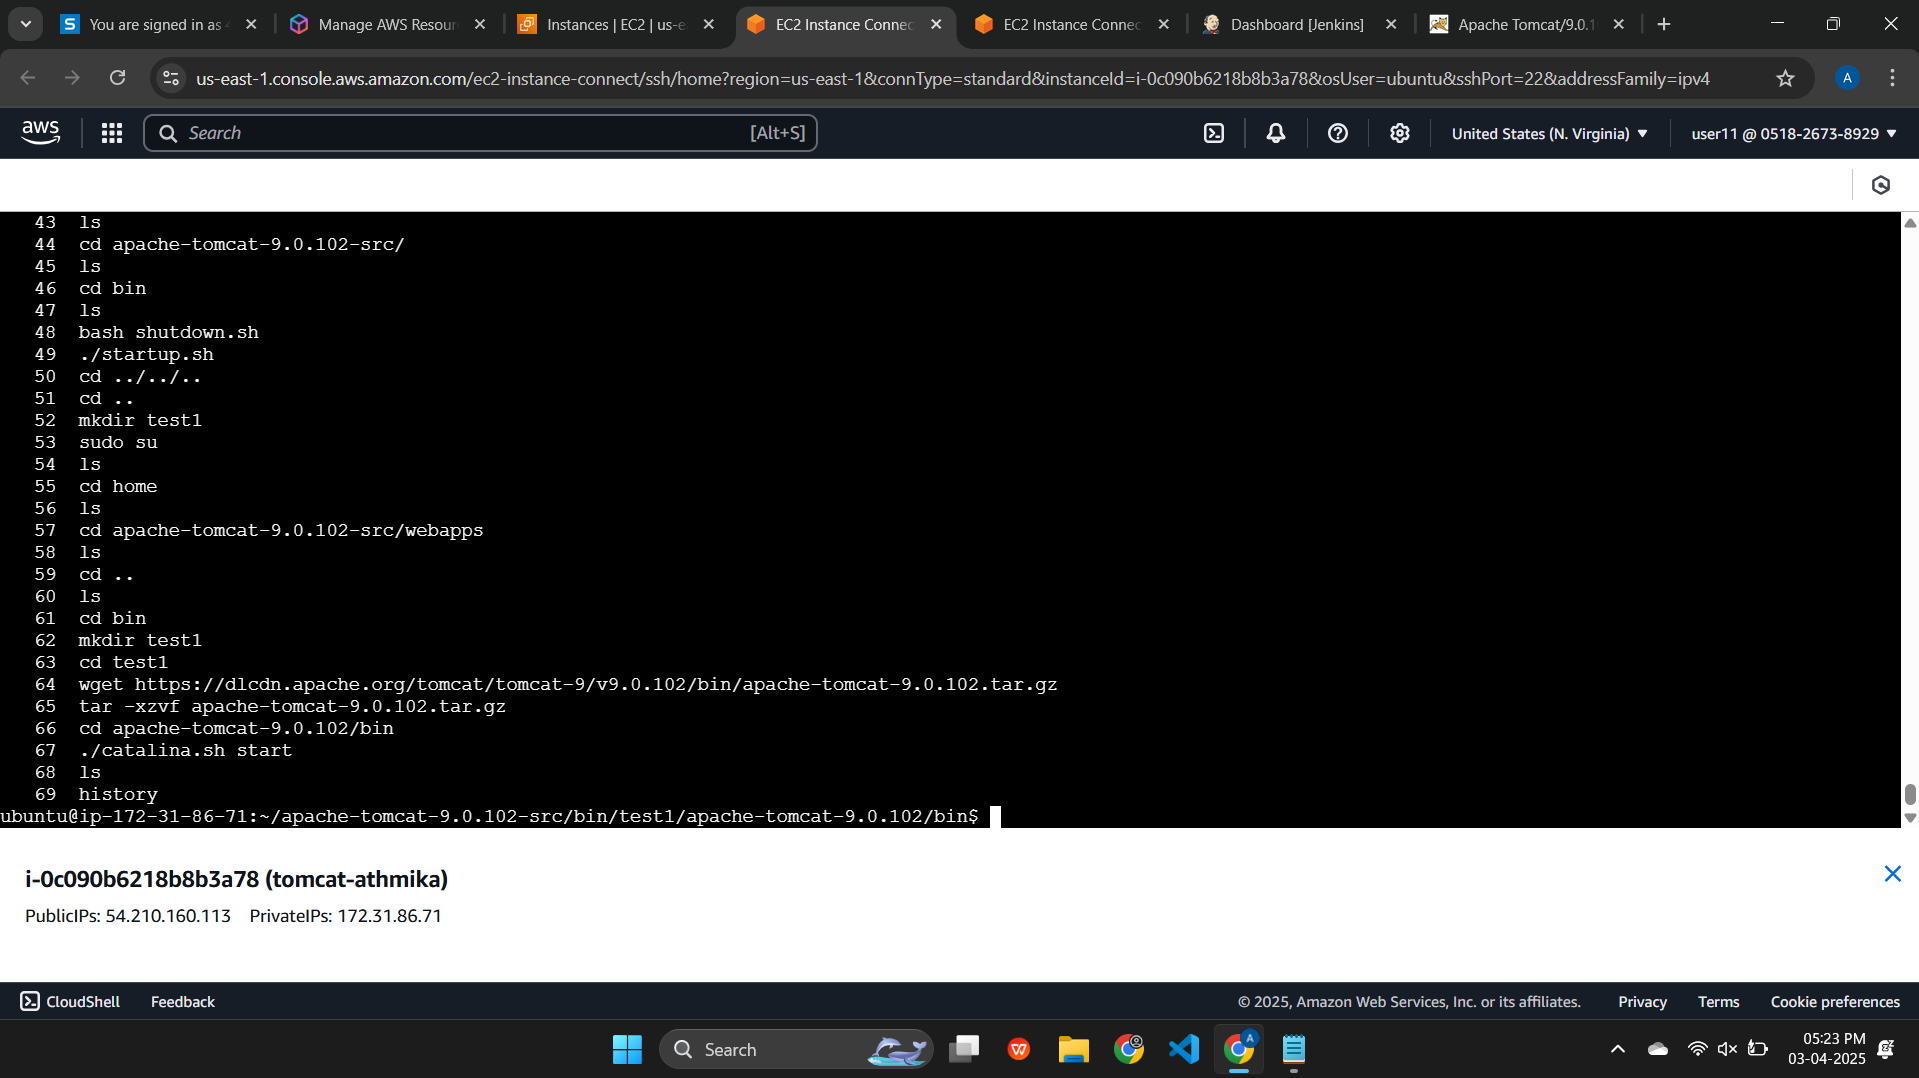 You are signed in as
Manage AWS Resour
Instances | EC2 | us-e
EC2 Instance Connec
EC2 Instance Connec
Dashboard [Jenkins]
Apache Tomcat/9.0.1
us-east-1.console.aws.amazon.com/ec2-instance-connect/ssh/home?region=us-east-1&connType=standard&instanceId=i-0c090b6218b8b3a78&osUser=ubuntu&sshPort=22&addressFamily=ipv4
A
aws
Search [Alt+S]
United States (N. Virginia)
user11 @ 0518-2673-8929
43 ls
44 cd apache-tomcat-9.0.102-src/
45 ls
46 cd bin
47 ls
48 bash shutdown.sh
49 ./startup.sh
50 cd ../../..
51 cd ..
52 mkdir test1
53 sudo su
54 ls
55 cd home
56 ls
57 cd apache-tomcat-9.0.102-src/webapps
58 ls
59 cd ..
60 ls
61 cd bin
62 mkdir test1
63 cd test1
64 wget https://dlcdn.apache.org/tomcat/tomcat-9/v9.0.102/bin/apache-tomcat-9.0.102.tar.gz
65 tar -xzvf apache-tomcat-9.0.102.tar.gz
66 cd apache-tomcat-9.0.102/bin
67 ./catalina.sh start
68 ls
69 history
ubuntu@ip-172-31-86-71:~/apache-tomcat-9.0.102-src/bin/test1/apache-tomcat-9.0.102/bin$
i-0c090b6218b8b3a78 (tomcat-athmika)
PublicIPs: 54.210.160.113 PrivateIPs: 172.31.86.71
CloudShell Feedback © 2025, Amazon Web Services, Inc. or its affiliates. Privacy Terms Cookie preferences
Search
05:23 PM
03-04-2025